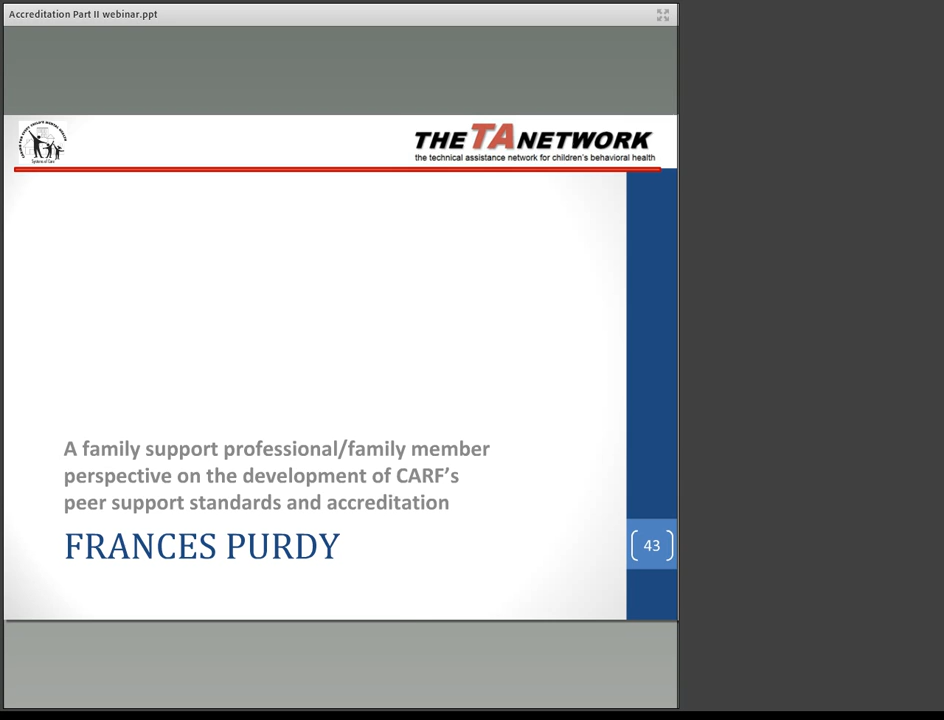 Accreditation Part II webinar.ppt
THE TA NETWORK
the technical assistance network for children's behavioral health
A family support professional/family member
perspective on the development of CARF’s
peer support standards and accreditation
FRANCES PURDY
43